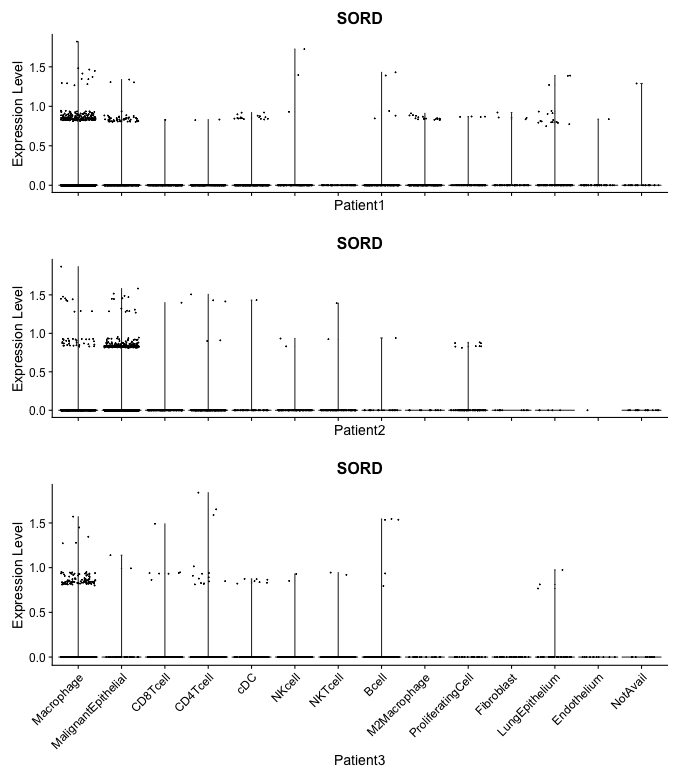 SORD
Expression Level
1.5
1.0
0.5
0.0
Patient1
SORD
Expression Level
1.5
1.0
0.5
0.0
Patient2
SORD
Expression Level
1.5
1.0
0.5
0.0
Macrophage
MalignantEpithelial
CD8Tcell
CD4Tcell
cDC
NKcell
NKTcell
Bcell
M2Macrophage
ProliferatingCell
Fibroblast
LungEpithelium
Endothelium
NotAvail
Patient3